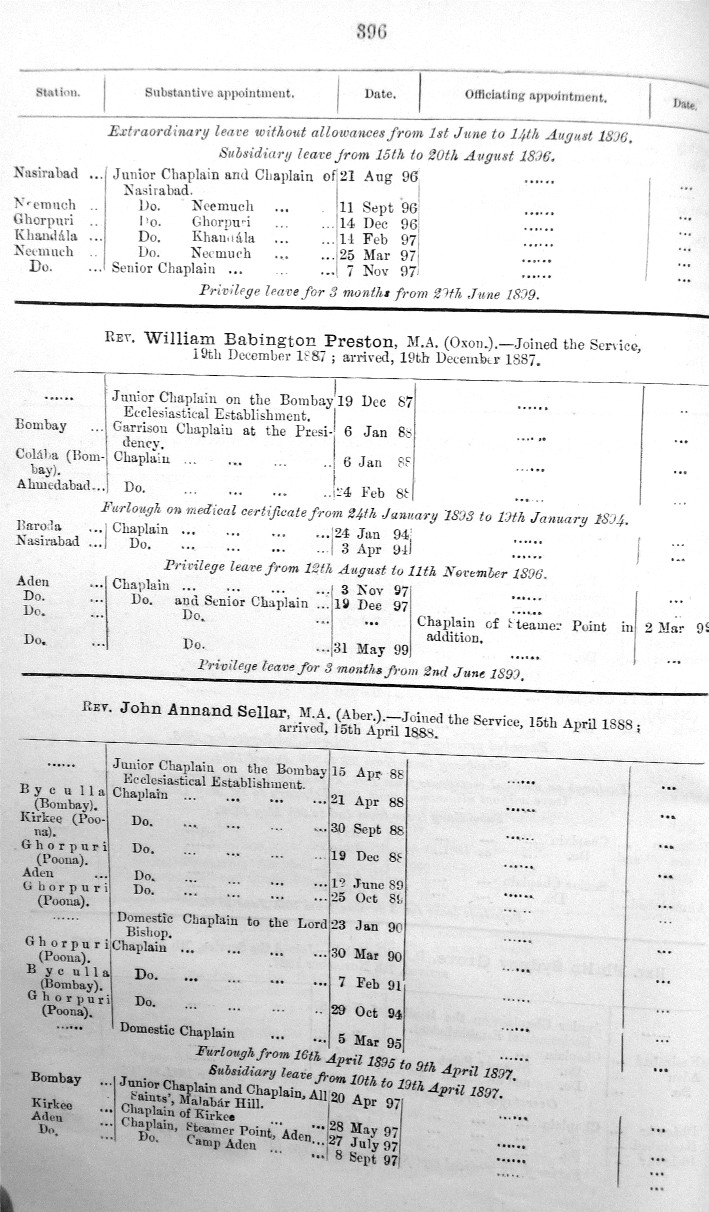 396
Station. Substantive appointment. Date. Officiating appointment. Date.
Extraordinary leave without allowances from 1st June to 14th August 1896.
Subsidiary leave from 15th to 20th August 1896.
Nasirabad ... Junior Chaplain and Chaplain of 21 Aug 96 ...... ...
Nasirabad.
Neemuch .. Do. Neemuch ... ... 11 Sept 96 ...... ...
Ghorpuri .. Do. Ghorpuri ... ... 14 Dec 96 ...... ...
Khandála ... Do. Khandála ... ... 14 Feb 97 ...... ...
Neemuch .. Do. Neemuch ... ... 25 Mar 97 ...... ...
Do. ... Senior Chaplain ... ... ... 7 Nov 97 ...... ...
Privilege leave for 3 months from 29th June 1899.
REV. William Babington Preston, M.A. (Oxon.).—Joined the Service,
19th December 1887 ; arrived, 19th December 1887.
...... Junior Chaplain on the Bombay 19 Dec 87 ...... ..
Ecclesiastical Establishment.
Bombay ... Garrison Chaplain at the Presi- 6 Jan 88 ...... ...
dency.
Colába (Bom- Chaplain ... ... ... .. 6 Jan 88 ...... ...
bay).
Ahmedabad... Do. ... ... ... .. 24 Feb 88 ...... ...
Furlough on medical certificate from 24th January 1893 to 19th January 1894.
Baroda ... Chaplain ... ... ... ... 24 Jan 94 ...... ...
Nasirabad ... Do. ... ... ... ... 3 Apr 94 ...... ...
Privilege leave from 12th August to 11th November 1896.
Aden ... Chaplain ... ... ... ... 3 Nov 97 ...... ...
Do. ... Do. and Senior Chaplain ... 19 Dec 97 ...... ...
Do. ... Do. ... ... Chaplain of Steamer Point in 2 Mar
addition.
Do. ... Do. ... 31 May 99 ...... ...
Privilege leave for 3 months from 2nd June 1899.
REV. John Annand Sellar, M.A. (Aber.).—Joined the Service, 15th April 1888 ;
arrived, 15th April 1888.
...... Junior Chaplain on the Bombay 15 Apr 88 ...... ...
Ecclesiastical Establishment.
Byculla Chaplain ... ... ... ... 21 Apr 88 ...... ...
(Bombay).
Kirkee (Poo- Do. ... ... ... ... 30 Sept 88 ...... ...
na).
Ghorpuri Do. ... ... ... .. 19 Dec 88 ...... ...
(Poona).
Aden ... Do. ... ... ... ... June 89 ...... ...
Ghorpuri Do. ... ... ... ... 25 Oct 89 ...... ...
(Poona).
...... Domestic Chaplain to the Lord 23 Jan 90 ...... ...
Bishop.
Ghorpuri Chaplain ... ... ... ... 30 Mar 90 ...... ...
(Poona).
Byculla Do. ... ... ... ... 7 Feb 91 ...... ...
(Bombay).
Ghorpuri Do. ... ... ... .. 29 Oct 94 ...... ...
(Poona).
...... Domestic Chaplain ... ... 5 Mar 95 ...... ...
Furlough from 16th April 1895 to 9th April 1897.
Subsidiary leave from 10th to 19th April 1897.
Bombay ... Junior Chaplain and Chaplain, All 20 Apr 97 ...... ...
Saints', Malabár Hill.
Kirkee ... Chaplain of Kirkee ... ... 28 May 97 ...... ...
Aden ... Chaplain, Steamer Point, Aden... 27 July 97 ...... ...
Do. ... Do. Camp Aden ... ... 8 Sept 97 ...... ...